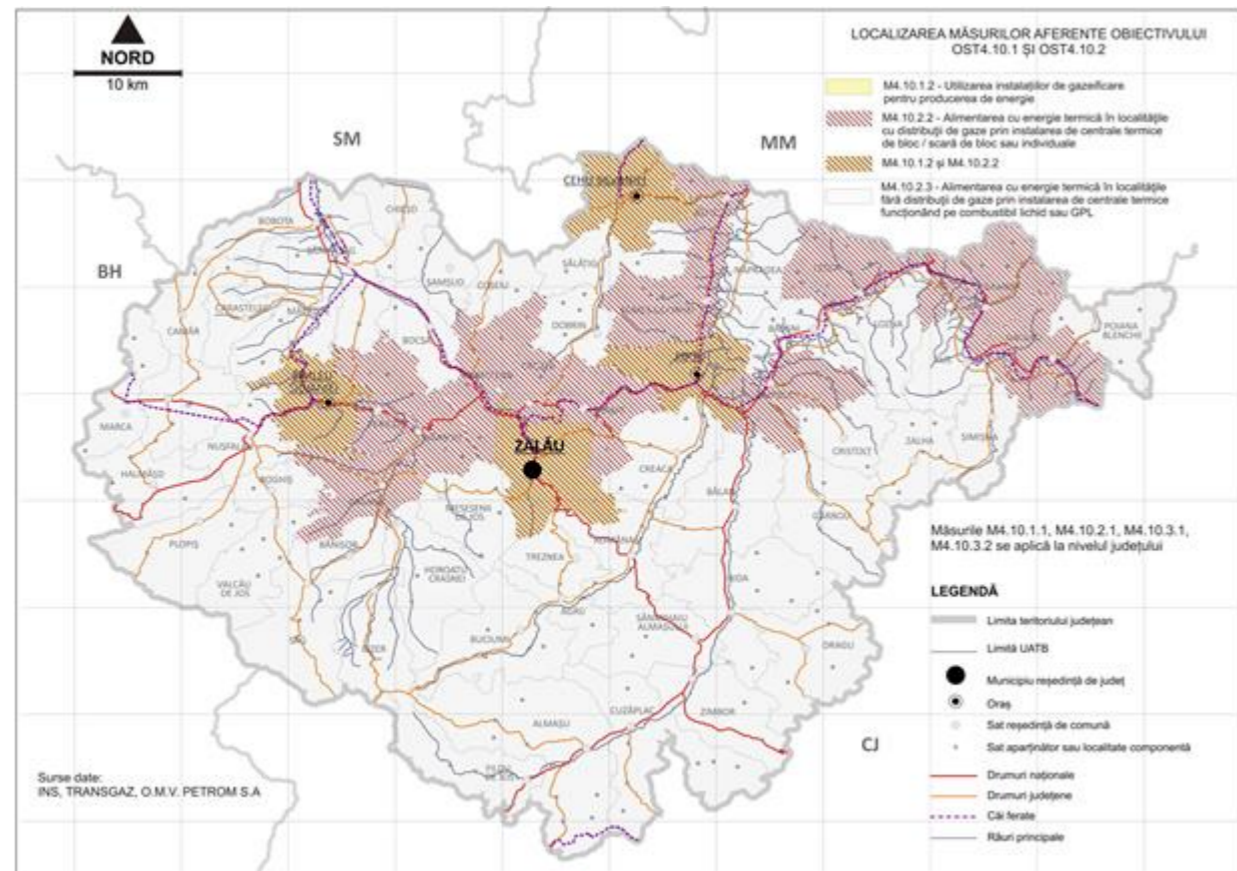 NORD
10 km
LOCALIZAREA MĂSURILOR AFERENTE OBIECTIVULUI
OST4.10.1 ȘI OST4.10.2
M4.10.1.2 - Utilizarea instalațiilor de gazeificare
pentru producerea de energie
M4.10.2.2 - Alimentarea cu energie termică în localitățile
cu distribuții de gaze prin instalarea de centrale termice
de bloc / scară de bloc sau individuale
M4.10.1.2 și M4.10.2.2
M4.10.2.3 - Alimentarea cu energie termică în localitățile
fără distribuții de gaze prin instalarea de centrale termice
funcționând pe combustibil lichid sau GPL
SM
MM
BH
CJ
CEHU SILVANIEI
BOBOTA
CHIEȘD
SĂLĂȚIG
SAMȘUD
COȘEIU
DOBRIN
CAMĂR
BOCȘA
POIANA
BLENCHII
MARCA
NUȘFALĂU
HALMĂȘD
BOGHIȘ
ZALĂU
CREACA
CRISTOLȚ
ZALHA
SIMIȘNA
BĂLAN
GÂRBOU
MESEȘENII
DE JOS
PLOPIȘ
BĂNIȘOR
TREZNEA
VALCĂU
DE JOS
HOROATU
CRASNEI
HIDA
AGRIJ
SÂNMIHAIU
ALMAȘULUI
BUCIUMI
DRAGU
CUZĂPLAC
ZIMBOR
ALMAȘU
Măsurile M4.10.1.1, M4.10.2.1, M4.10.3.1,
M4.10.3.2 se aplică la nivelul județului
LEGENDĂ
Limita teritoriului județean
Limită UATB
Municipiu reședință de județ
Oraș
Sat reședință de comună
Sat aparținător sau localitate componentă
Drumuri naționale
Drumuri județene
Căi ferate
Râuri principale
Surse date:
INS, TRANSGAZ, O.M.V. PETROM S.A